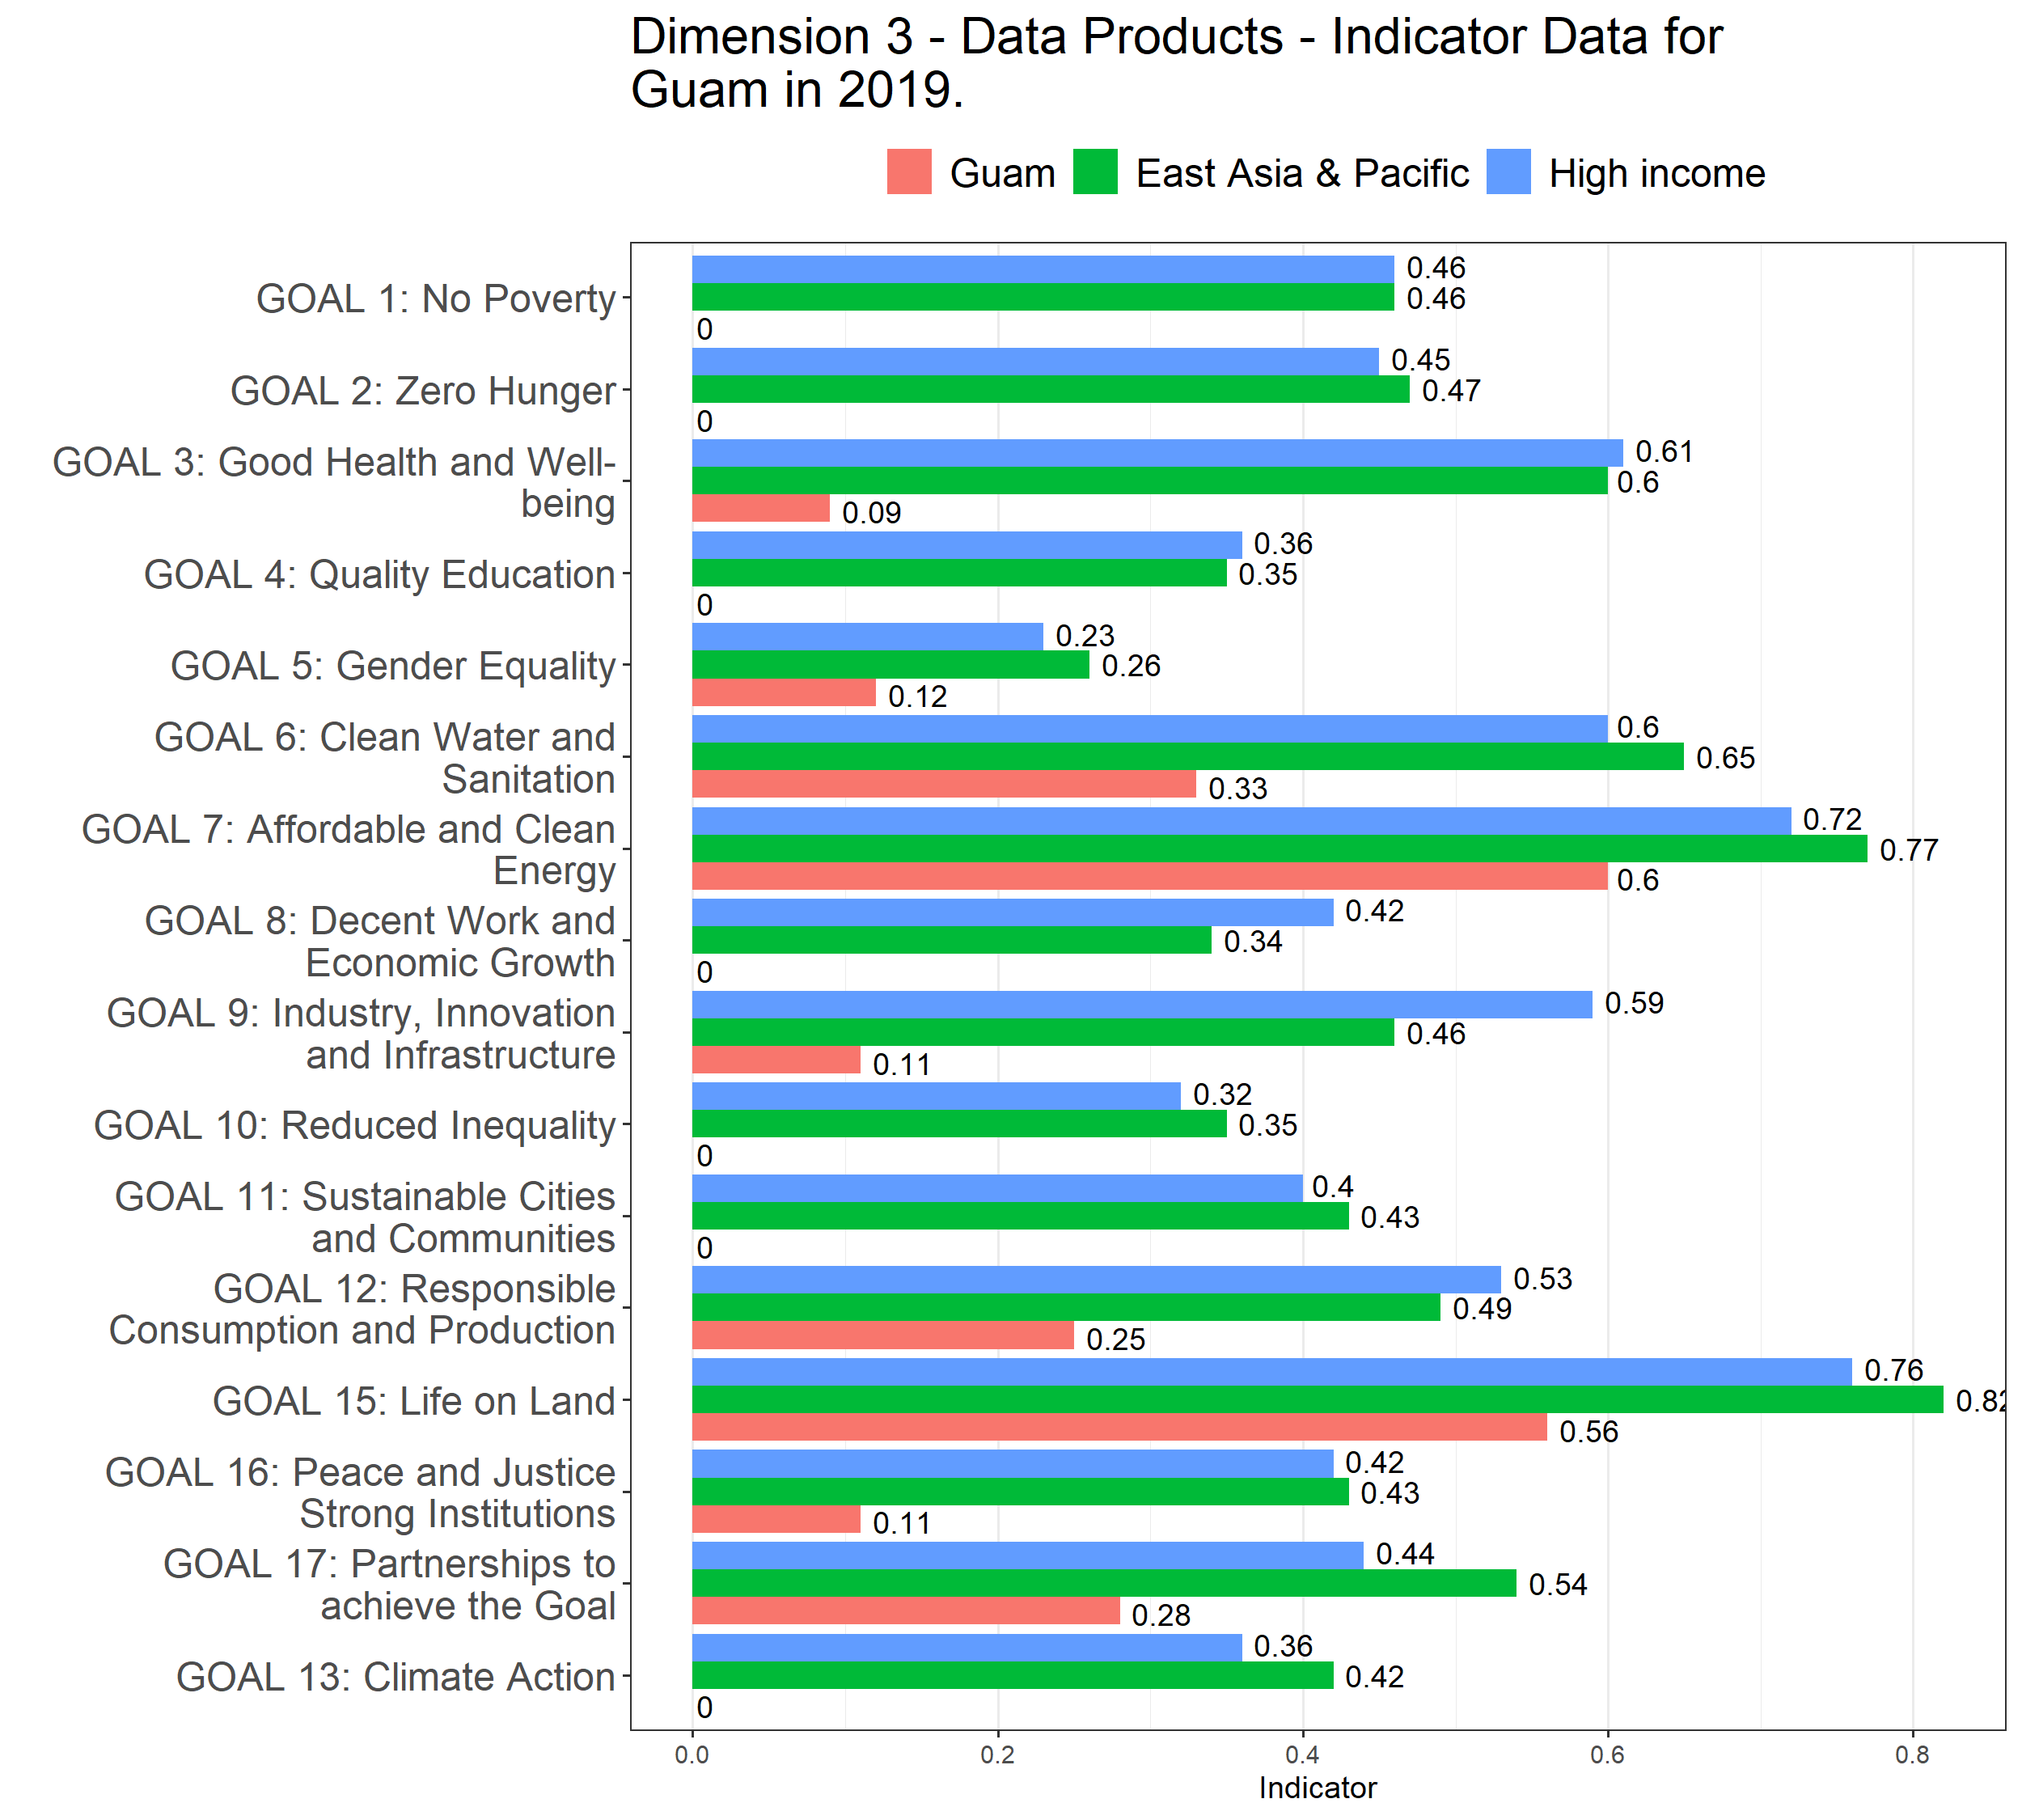 Dimension 3 - Data Products - Indicator Data for
Guam in 2019.
Guam East Asia & Pacific High income
GOAL 1: No Poverty
0.46
0.46
0
GOAL 2: Zero Hunger
0.45
0.47
0
GOAL 3: Good Health and Well-
being
0.61
0.6
0.09
GOAL 4: Quality Education
0.36
0.35
0
GOAL 5: Gender Equality
0.23
0.26
0.12
GOAL 6: Clean Water and
Sanitation
0.6
0.65
0.33
GOAL 7: Affordable and Clean
Energy
0.72
0.77
0.6
GOAL 8: Decent Work and
Economic Growth
0.42
0.34
0
GOAL 9: Industry, Innovation
and Infrastructure
0.59
0.46
0.11
GOAL 10: Reduced Inequality
0.32
0.35
0
GOAL 11: Sustainable Cities
and Communities
0.4
0.43
0
GOAL 12: Responsible
Consumption and Production
0.53
0.49
0.25
GOAL 15: Life on Land
0.76
0.82
0.56
GOAL 16: Peace and Justice
Strong Institutions
0.42
0.43
0.11
GOAL 17: Partnerships to
achieve the Goal
0.44
0.54
0.28
GOAL 13: Climate Action
0.36
0.42
0
0.0 0.2 0.4 0.6 0.8
Indicator